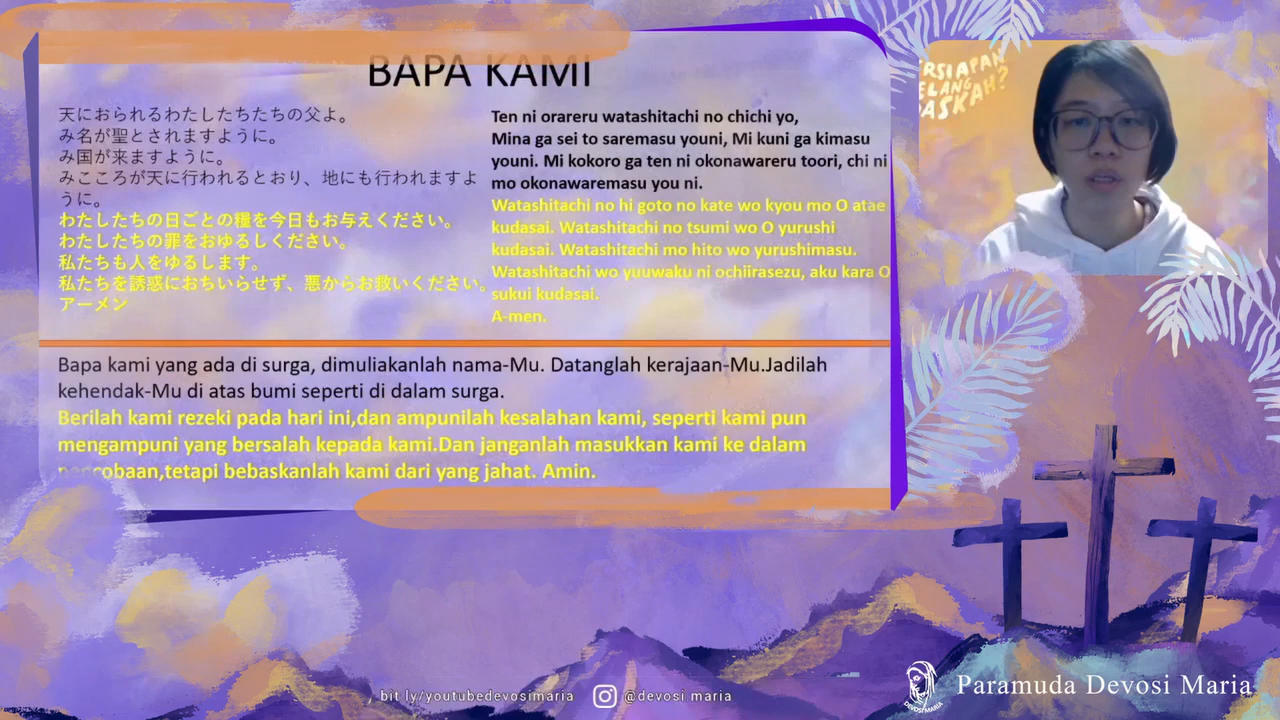 BAPA KAMI
天におられるわたしたちたちの父よ。
み名が聖とされますように。
み国が来ますように。
みこころが天に行われるとおり、地にも行われますよ
うに。
わたしたちの日ごとの糧を今日もお与えください。
わたしたちの罪をおゆるしください。
私たちも人をゆるします。
私たちを誘惑におちいらせず、悪からお救いください。
アーメン
Ten ni orareru watashitachi no chichi yo,
Mina ga sei to saremasu youni, Mi kuni ga kimasu
youni. Mi kokoro ga ten ni okonawareru toori, chi ni
mo okonawaremasu you ni.
Watashitachi no hi goto no kate wo kyou mo O atae
kudasai. Watashitachi no tsumi wo O yurushi
kudasai. Watashitachi mo hito wo yurushimasu.
Watashitachi wo yuuwaku ni ochiirasezu, aku kara O
sukui kudasai.
A-men.
Bapa kami yang ada di surga, dimuliakanlah nama-Mu. Datanglah kerajaan-Mu.Jadilah
kehendak-Mu di atas bumi seperti di dalam surga.
Berilah kami rezeki pada hari ini,dan ampunilah kesalahan kami, seperti kami pun
mengampuni yang bersalah kepada kami.Dan janganlah masukkan kami ke dalam
pencobaan,tetapi bebaskanlah kami dari yang jahat. Amin.
bit ly/youtubedevosimaria
@devosi maria
DEVOSI MARIA
Paramuda Devosi Maria